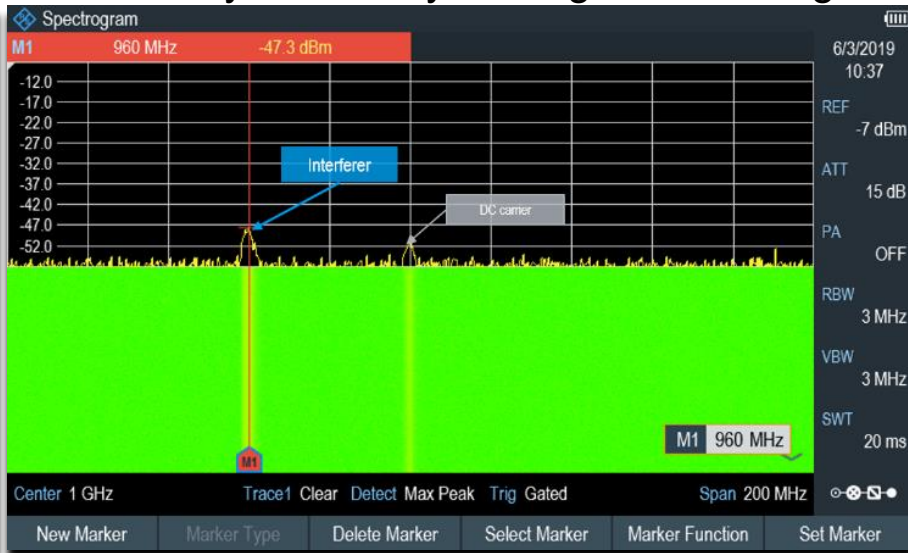 Spectrogram
M1 960 MHz -47.3 dBm
6/3/2019
10:37
-12.0
-17.0
-22.0
-27.0
-32.0
-37.0
-42.0
-47.0
-52.0
Interferer
DC carrier
REF
-7 dBm
ATT
15 dB
PA
OFF
RBW
3 MHz
VBW
3 MHz
SWT
20 ms
M1 960 MHz
M1
Center 1 GHz Trace1 Clear Detect Max Peak Trig Gated Span 200 MHz
New Marker Marker Type Delete Marker Select Marker Marker Function Set Marker